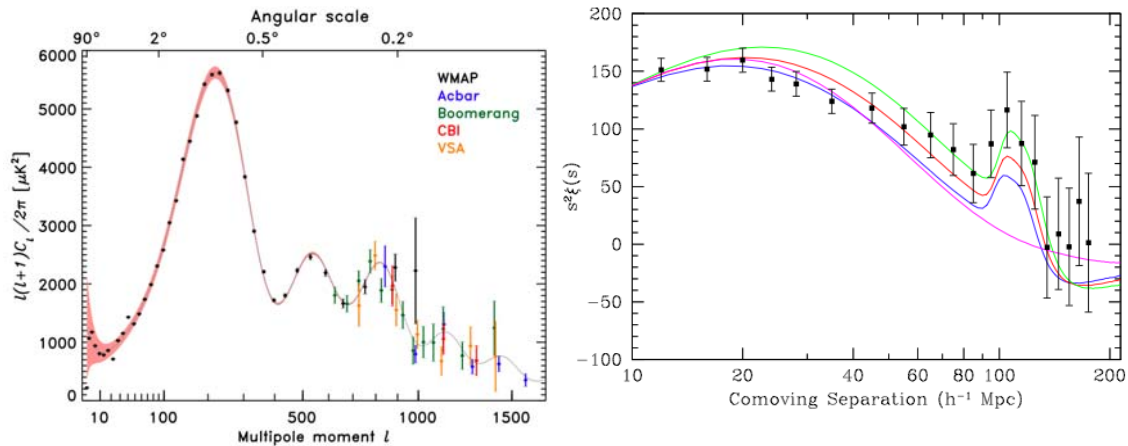 Angular scale
90° 2° 0.5° 0.2°
6000
5000
4000
3000
2000
1000
0
l(l+1)C_l/2π [μK²]
WMAP
Acbar
Boomerang
CBI
VSA
10 100 500 1000 1500
Multipole moment l
200
150
100
50
0
−50
−100
s²ξ(s)
10 20 40 60 80 100 200
Comoving Separation (h⁻¹ Mpc)